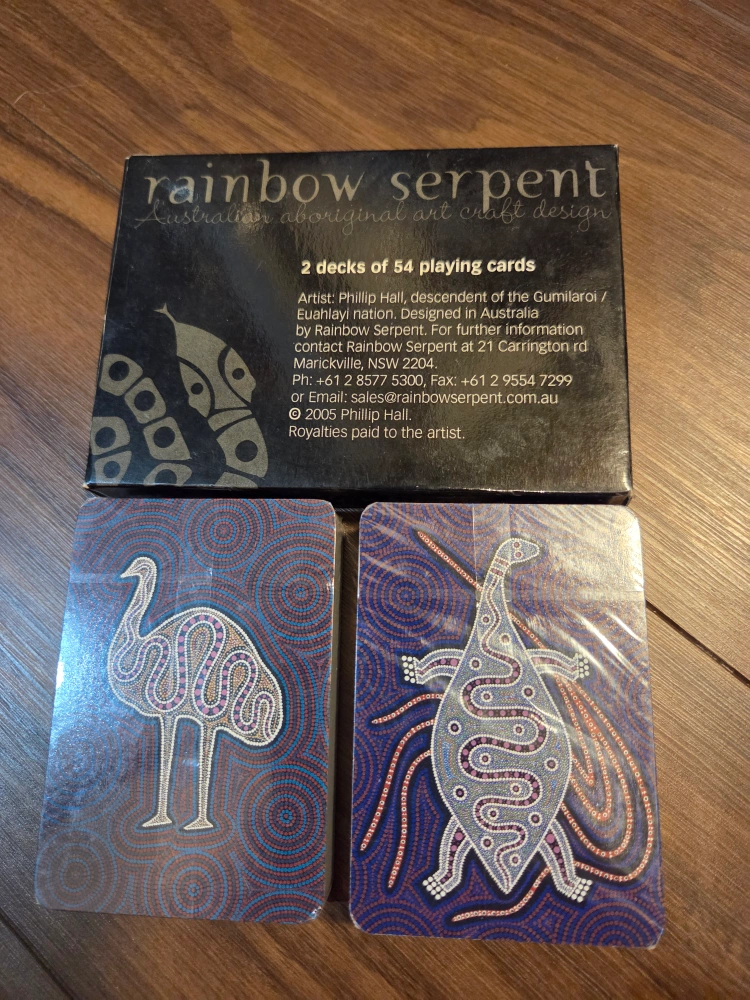 rainbow serpent
Australian aboriginal art craft design
2 decks of 54 playing cards
Artist: Phillip Hall, descendent of the Gumilaroi /
Euahlayi nation. Designed in Australia
by Rainbow Serpent. For further information
contact Rainbow Serpent at 21 Carrington rd
Marickville, NSW 2204.
Ph: +61 2 8577 5300, Fax: +61 2 9554 7299
or Email: sales@rainbowserpent.com.au
© 2005 Phillip Hall.
Royalties paid to the artist.